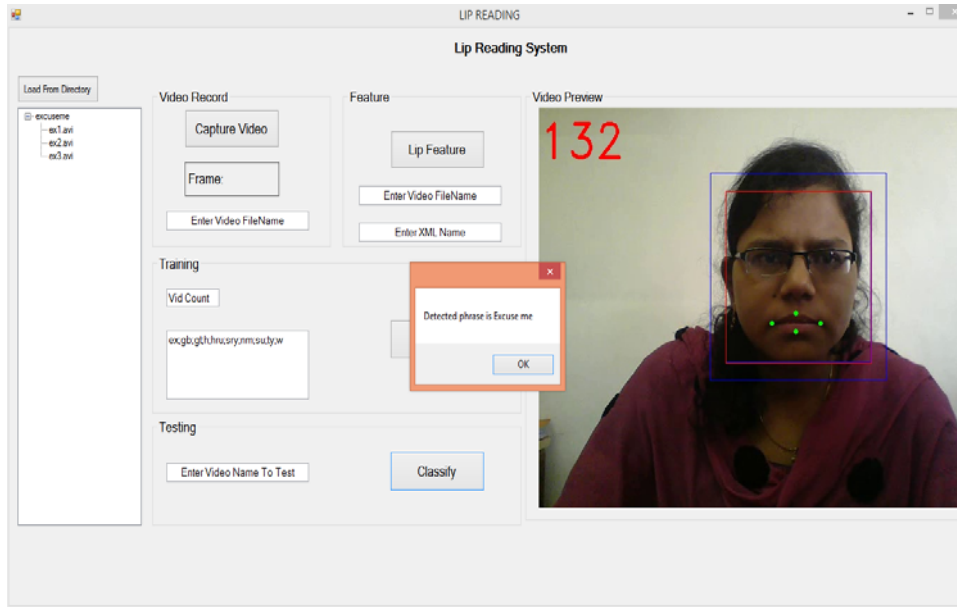 LIP READING
Lip Reading System
Load From Directory
excuseme
ex1.avi
ex2.avi
ex3.avi
Video Record
Capture Video
Frame:
Enter Video FileName
Feature
Lip Feature
Enter Video FileName
Enter XML Name
Training
Vid Count
ex;gb;gth;hru;sry;nm;su;ty;w
Testing
Enter Video Name To Test
Classify
Detected phrase is Excuse me
OK
Video Preview
132